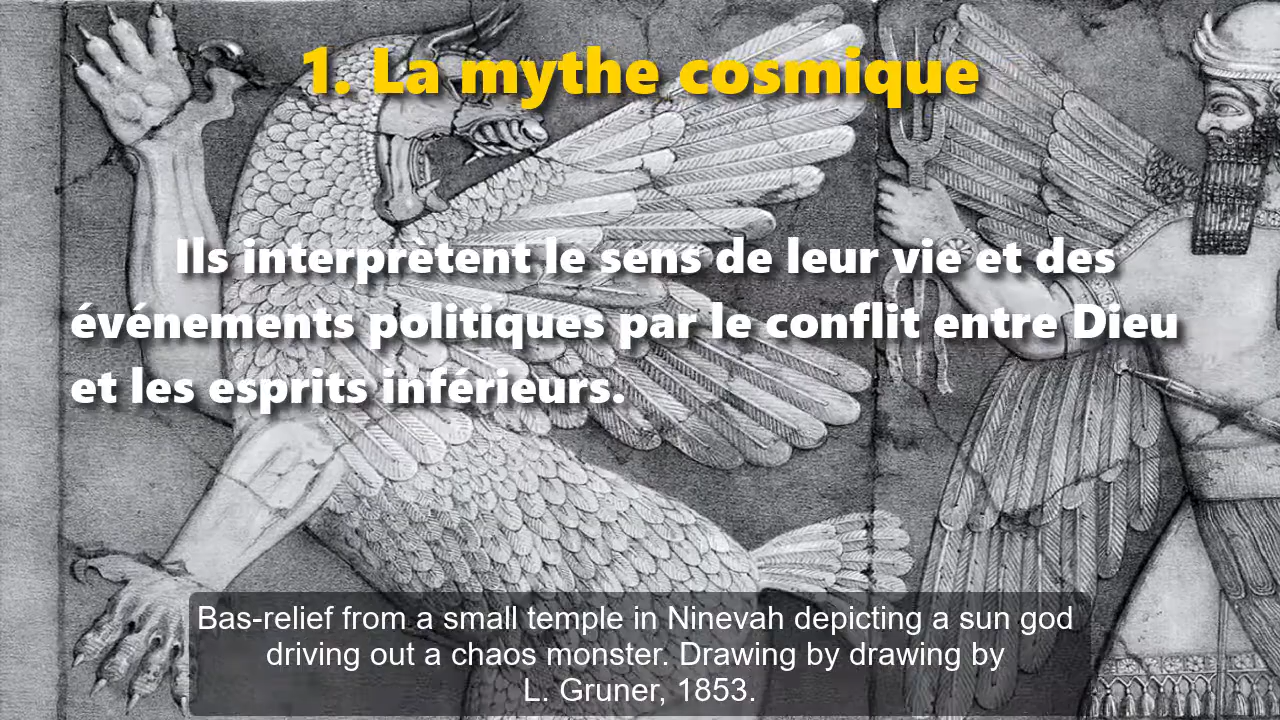 1. La mythe cosmique
Ils interprètent le sens de leur vie et des
événements politiques par le conflit entre Dieu
et les esprits inférieurs.
Bas-relief from a small temple in Ninevah depicting a sun god
driving out a chaos monster. Drawing by drawing by
L. Gruner, 1853.